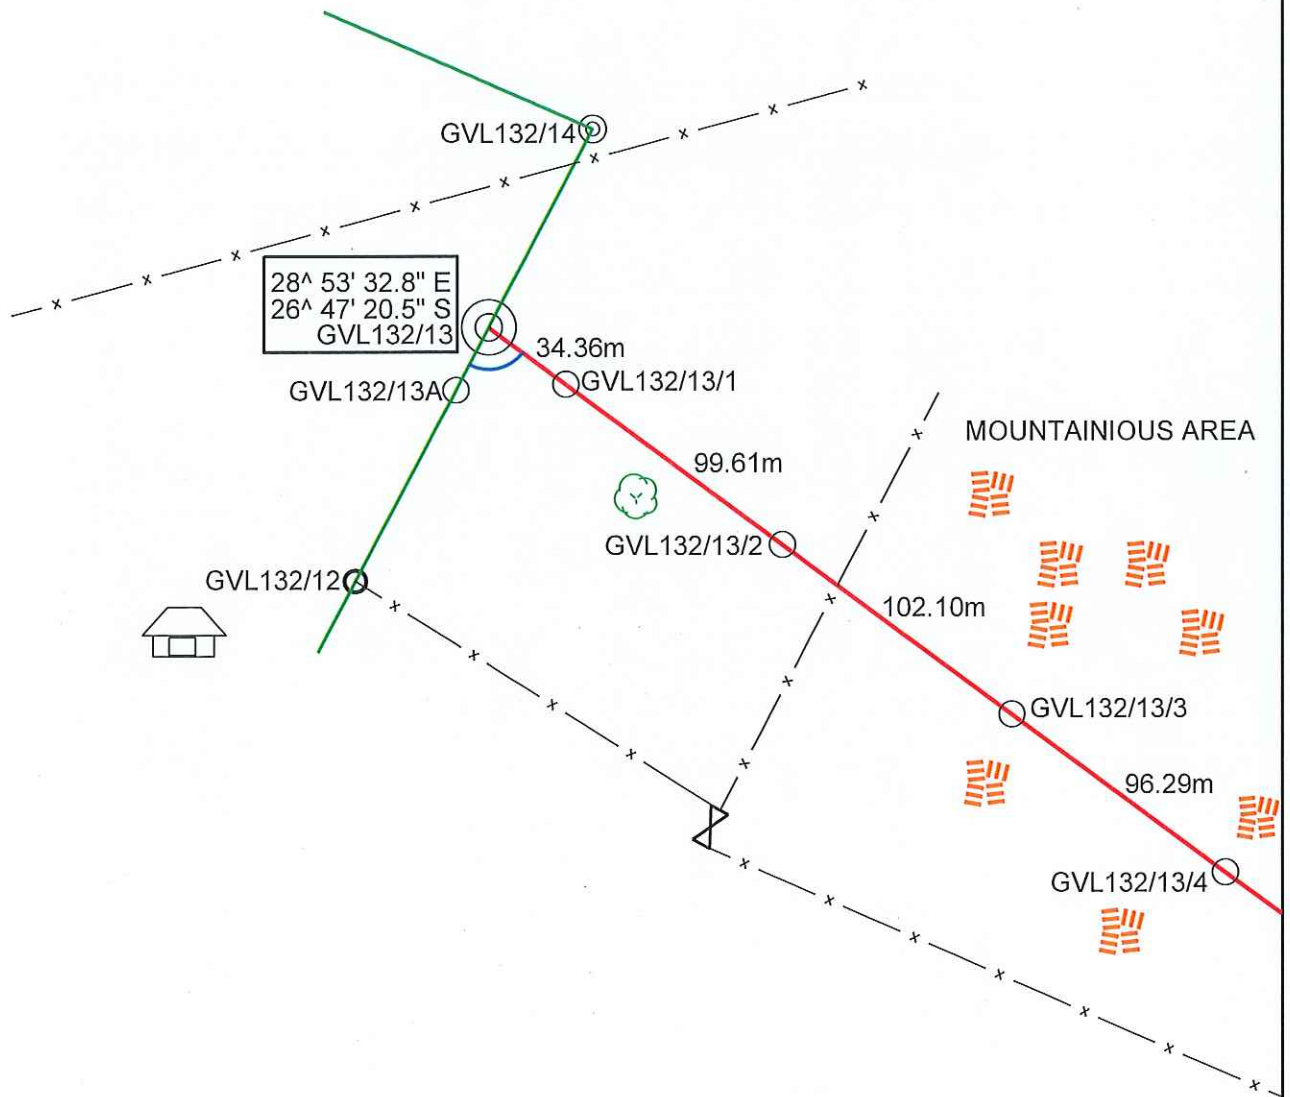 GVL132/14
28^ 53' 32.8" E
26^ 47' 20.5" S
GVL132/13
34.36m
GVL132/13A
GVL132/13/1
MOUNTAINIOUS AREA
99.61m
GVL132/13/2
GVL132/12
102.10m
GVL132/13/3
96.29m
GVL132/13/4